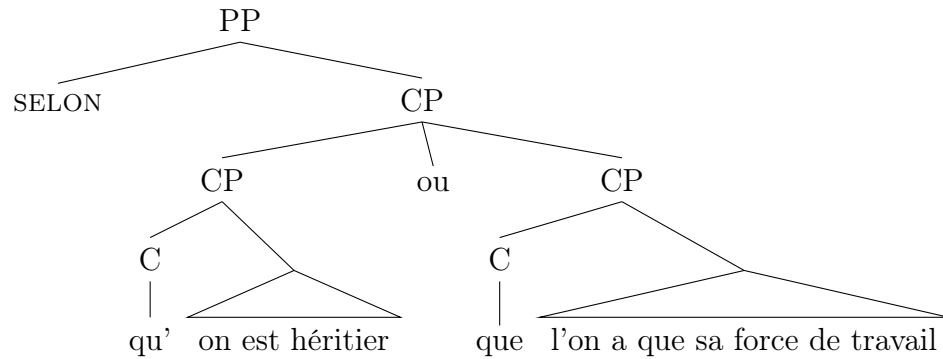 PP
SELON CP
CP ou CP
C C
qu' on est héritier que l'on a que sa force de travail